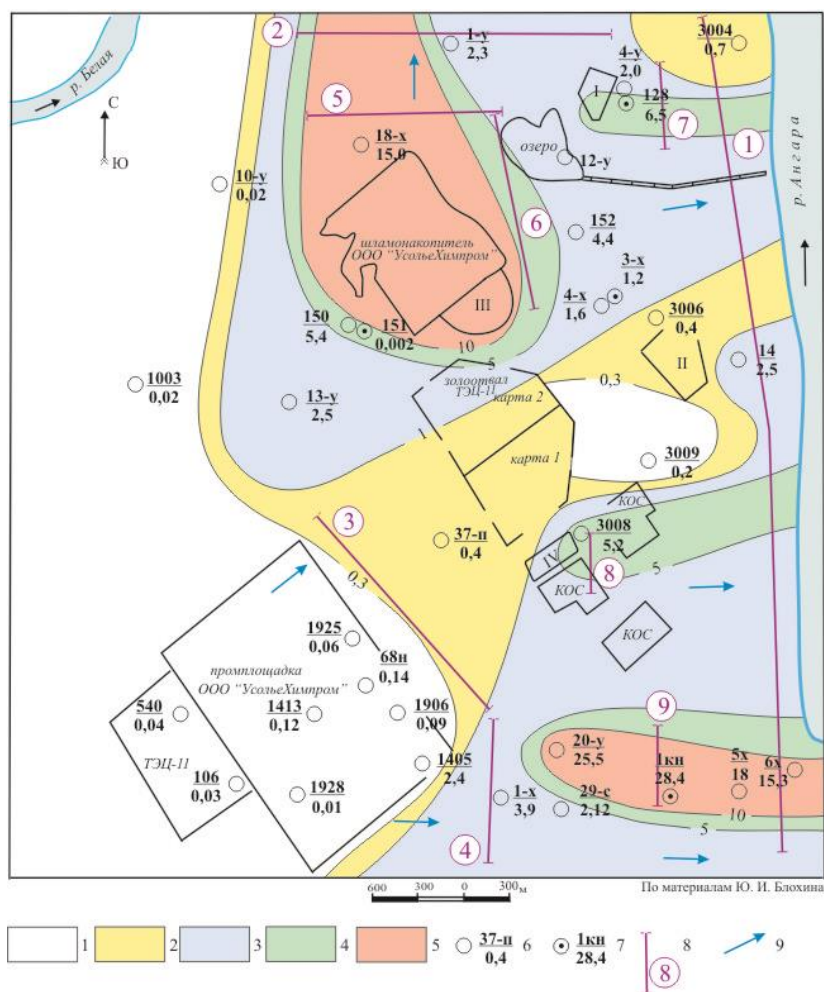 2
1-у
2,3
3004
0,7
р. Белая
4-у
2,0
I
128
6,5
7
1
С
Ю
5
18-х
15,0
озеро
12-у
р. Ангара
10-у
0,02
6
152
4,4
шламонакопитель
ООО "УсольеХимпром"
3-х
1,2
4-х
1,6
III
3006
0,4
150
5,4
151
0,002
10
5
II
14
2,5
1003
0,02
золоотвал
ТЭЦ-11
карта 2
0,3
13-у
2,5
1
карта 1
3009
0,2
КОС
3
37-п
0,4
3008
5,2
IV
8
5
0,3
КОС
КОС
1925
0,06
68н
0,14
промплощадка
ООО "УсольеХимпром"
540
0,04
1413
0,12
1906
0,09
9
20-у
25,5
1кн
28,4
5х
18
6х
15,3
ТЭЦ-11
1405
2,4
106
0,03
1928
0,01
1-х
3,9
29-с
2,12
10
5
4
600 300 0 300м
По материалам Ю. И. Блохина
1 2 3 4 5 37-п 6 1кн 7 8 9
0,4 28,4
8